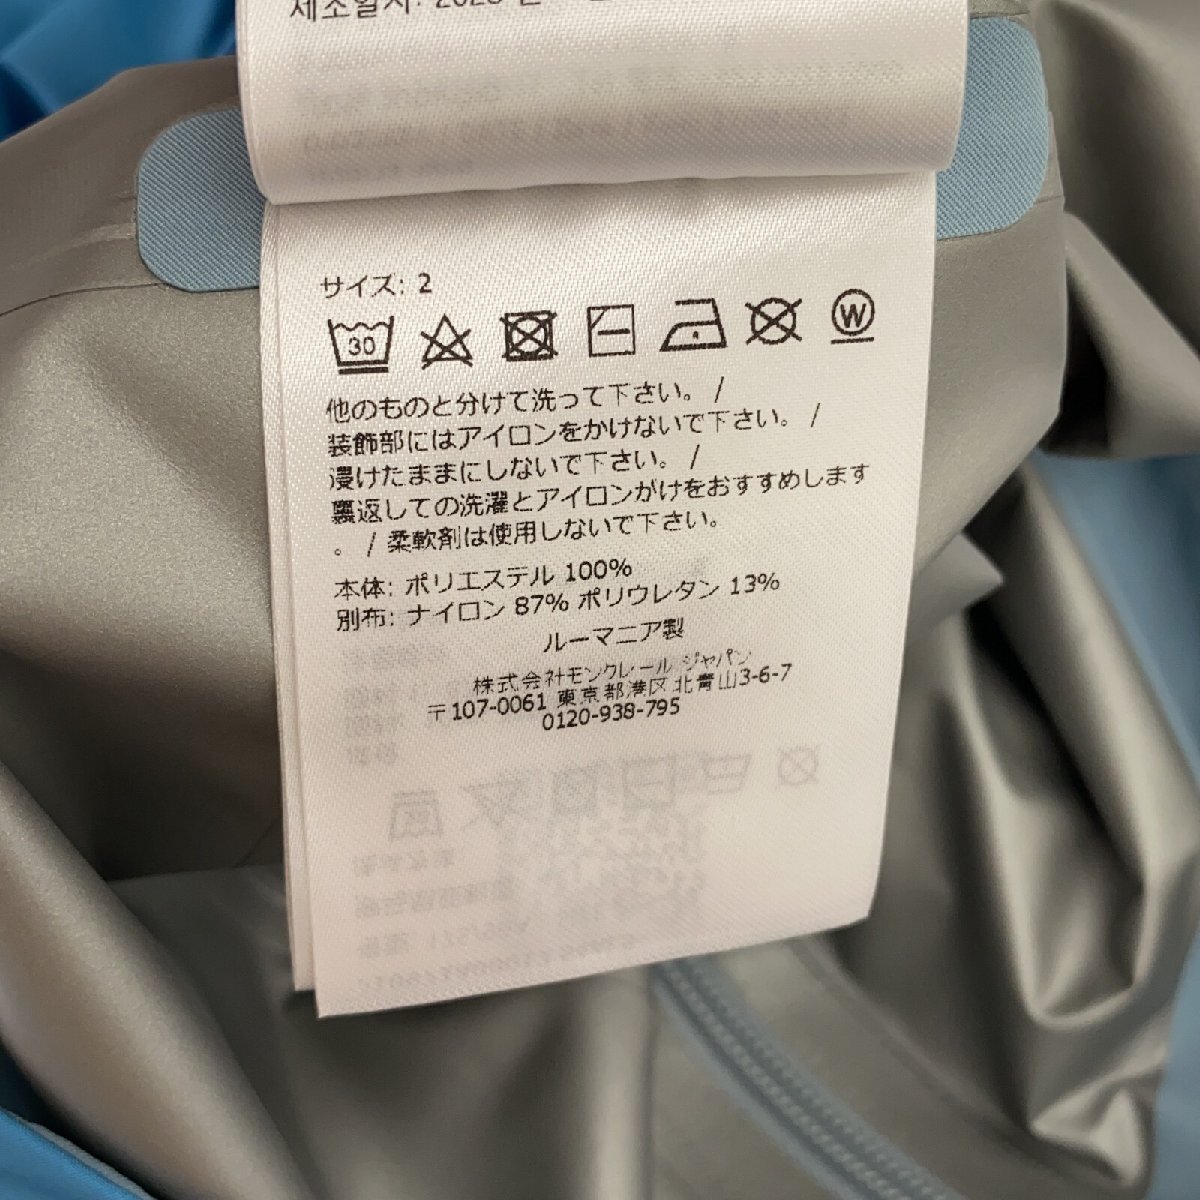 제조일자: 2023 년
サイズ: 2
30
W
他のものと分けて洗って下さい。 /
装飾部にはアイロンをかけないで下さい。 /
浸けたままにしないで下さい。 /
裏返しての洗濯とアイロンがけをおすすめします
。 / 柔軟剤は使用しないで下さい。
本体: ポリエステル 100%
別布: ナイロン 87% ポリウレタン 13%
ルーマニア製
株式会社モンクレール ジャパン
〒107-0061 東京都港区北青山3-6-7
0120-938-795